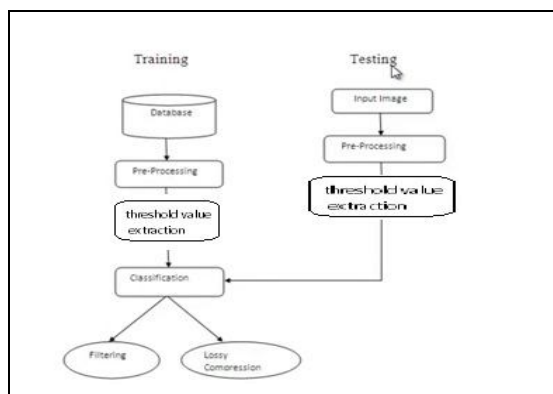 Training
Testing
Database
Input Image
Pre-Processing
Pre-Processing
threshold value
extraction
threshold value
extraction
Classification
Filtering
Lossy
Comoression